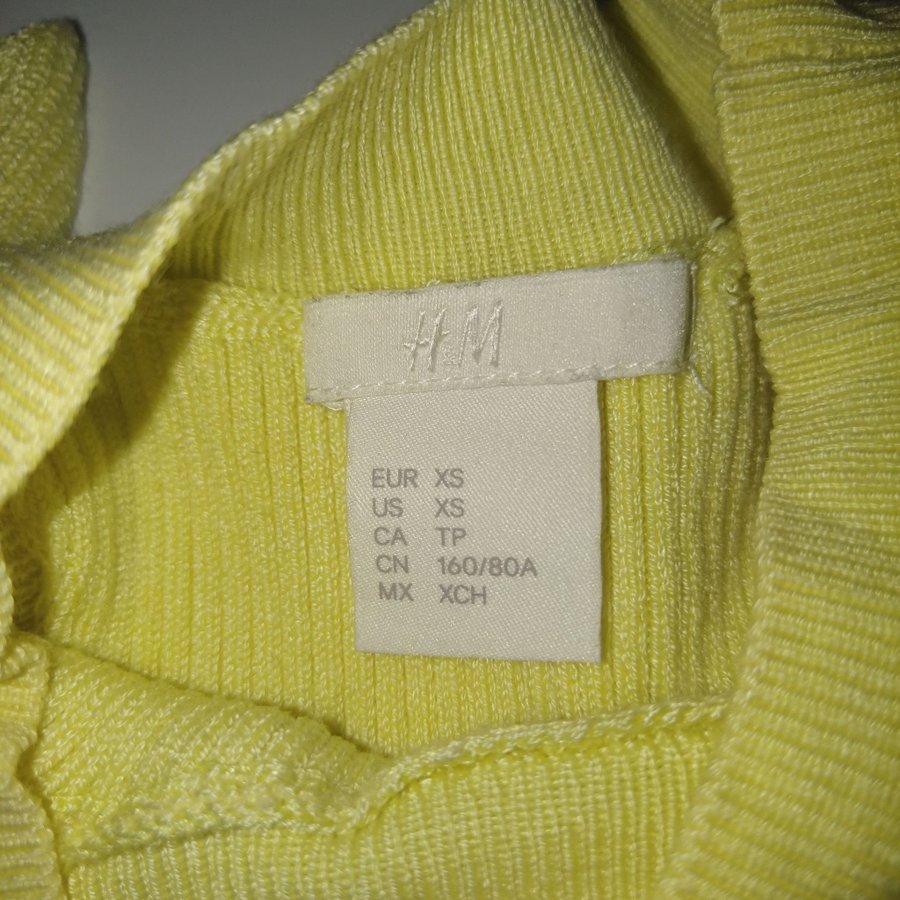 H&M
EUR XS
US XS
CA TP
CN 160/80A
MX XCH